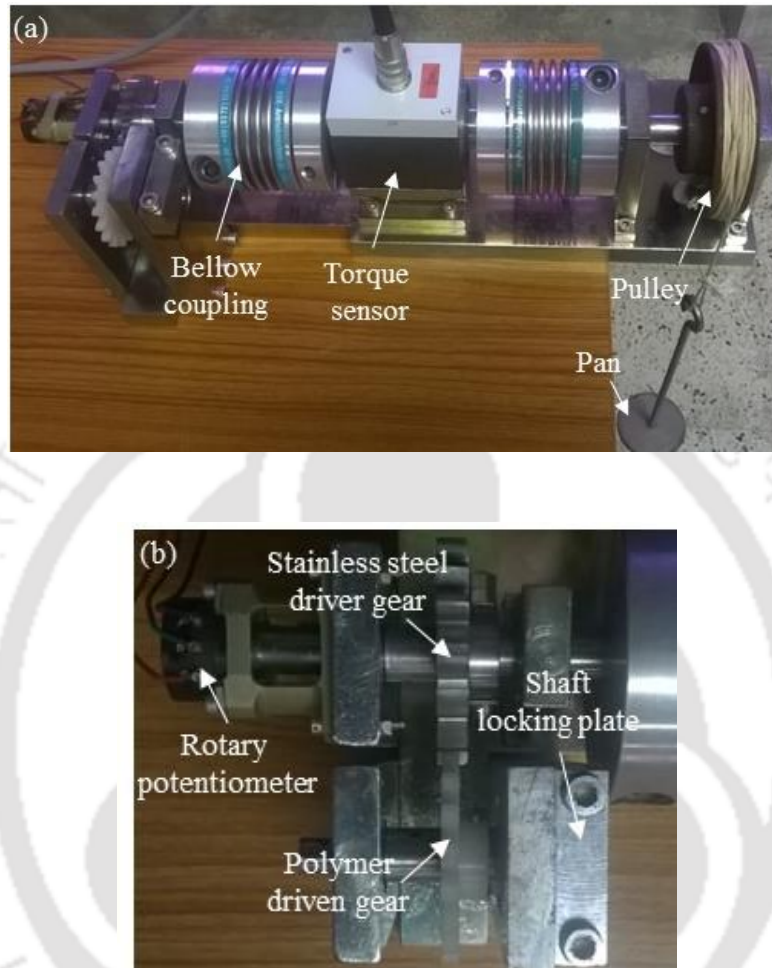 (a)
Bellow
coupling
Torque
sensor
Pulley
Pan
(b)
Stainless steel
driver gear
Shaft
locking plate
Rotary
potentiometer
Polymer
driven gear